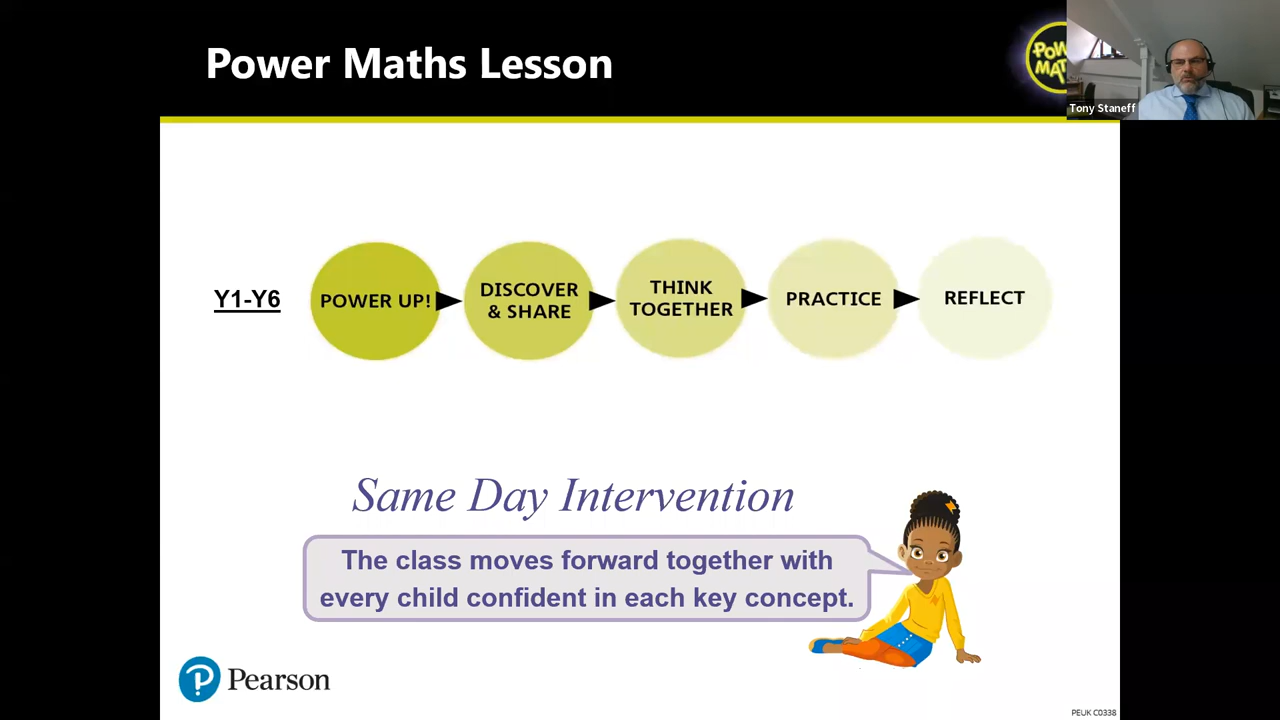 Power Maths Lesson
Tony Staneff
Y1-Y6
POWER UP!
DISCOVER
& SHARE
THINK
TOGETHER
PRACTICE
REFLECT
Same Day Intervention
The class moves forward together with
every child confident in each key concept.
Pearson
PEUK C0338